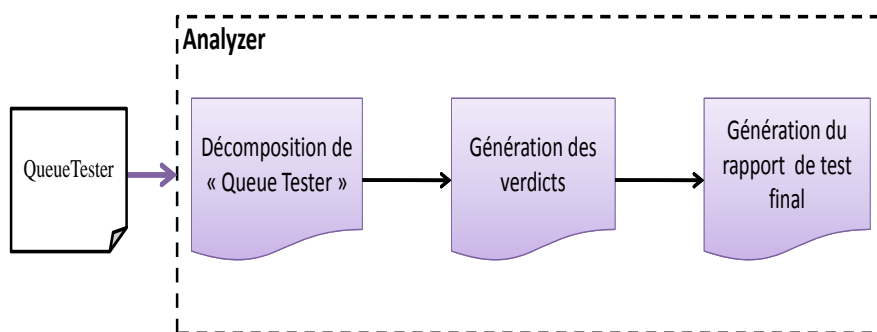 Analyzer
QueueTester
Décomposition de
« Queue Tester »
Génération des
verdicts
Génération du
rapport de test
final